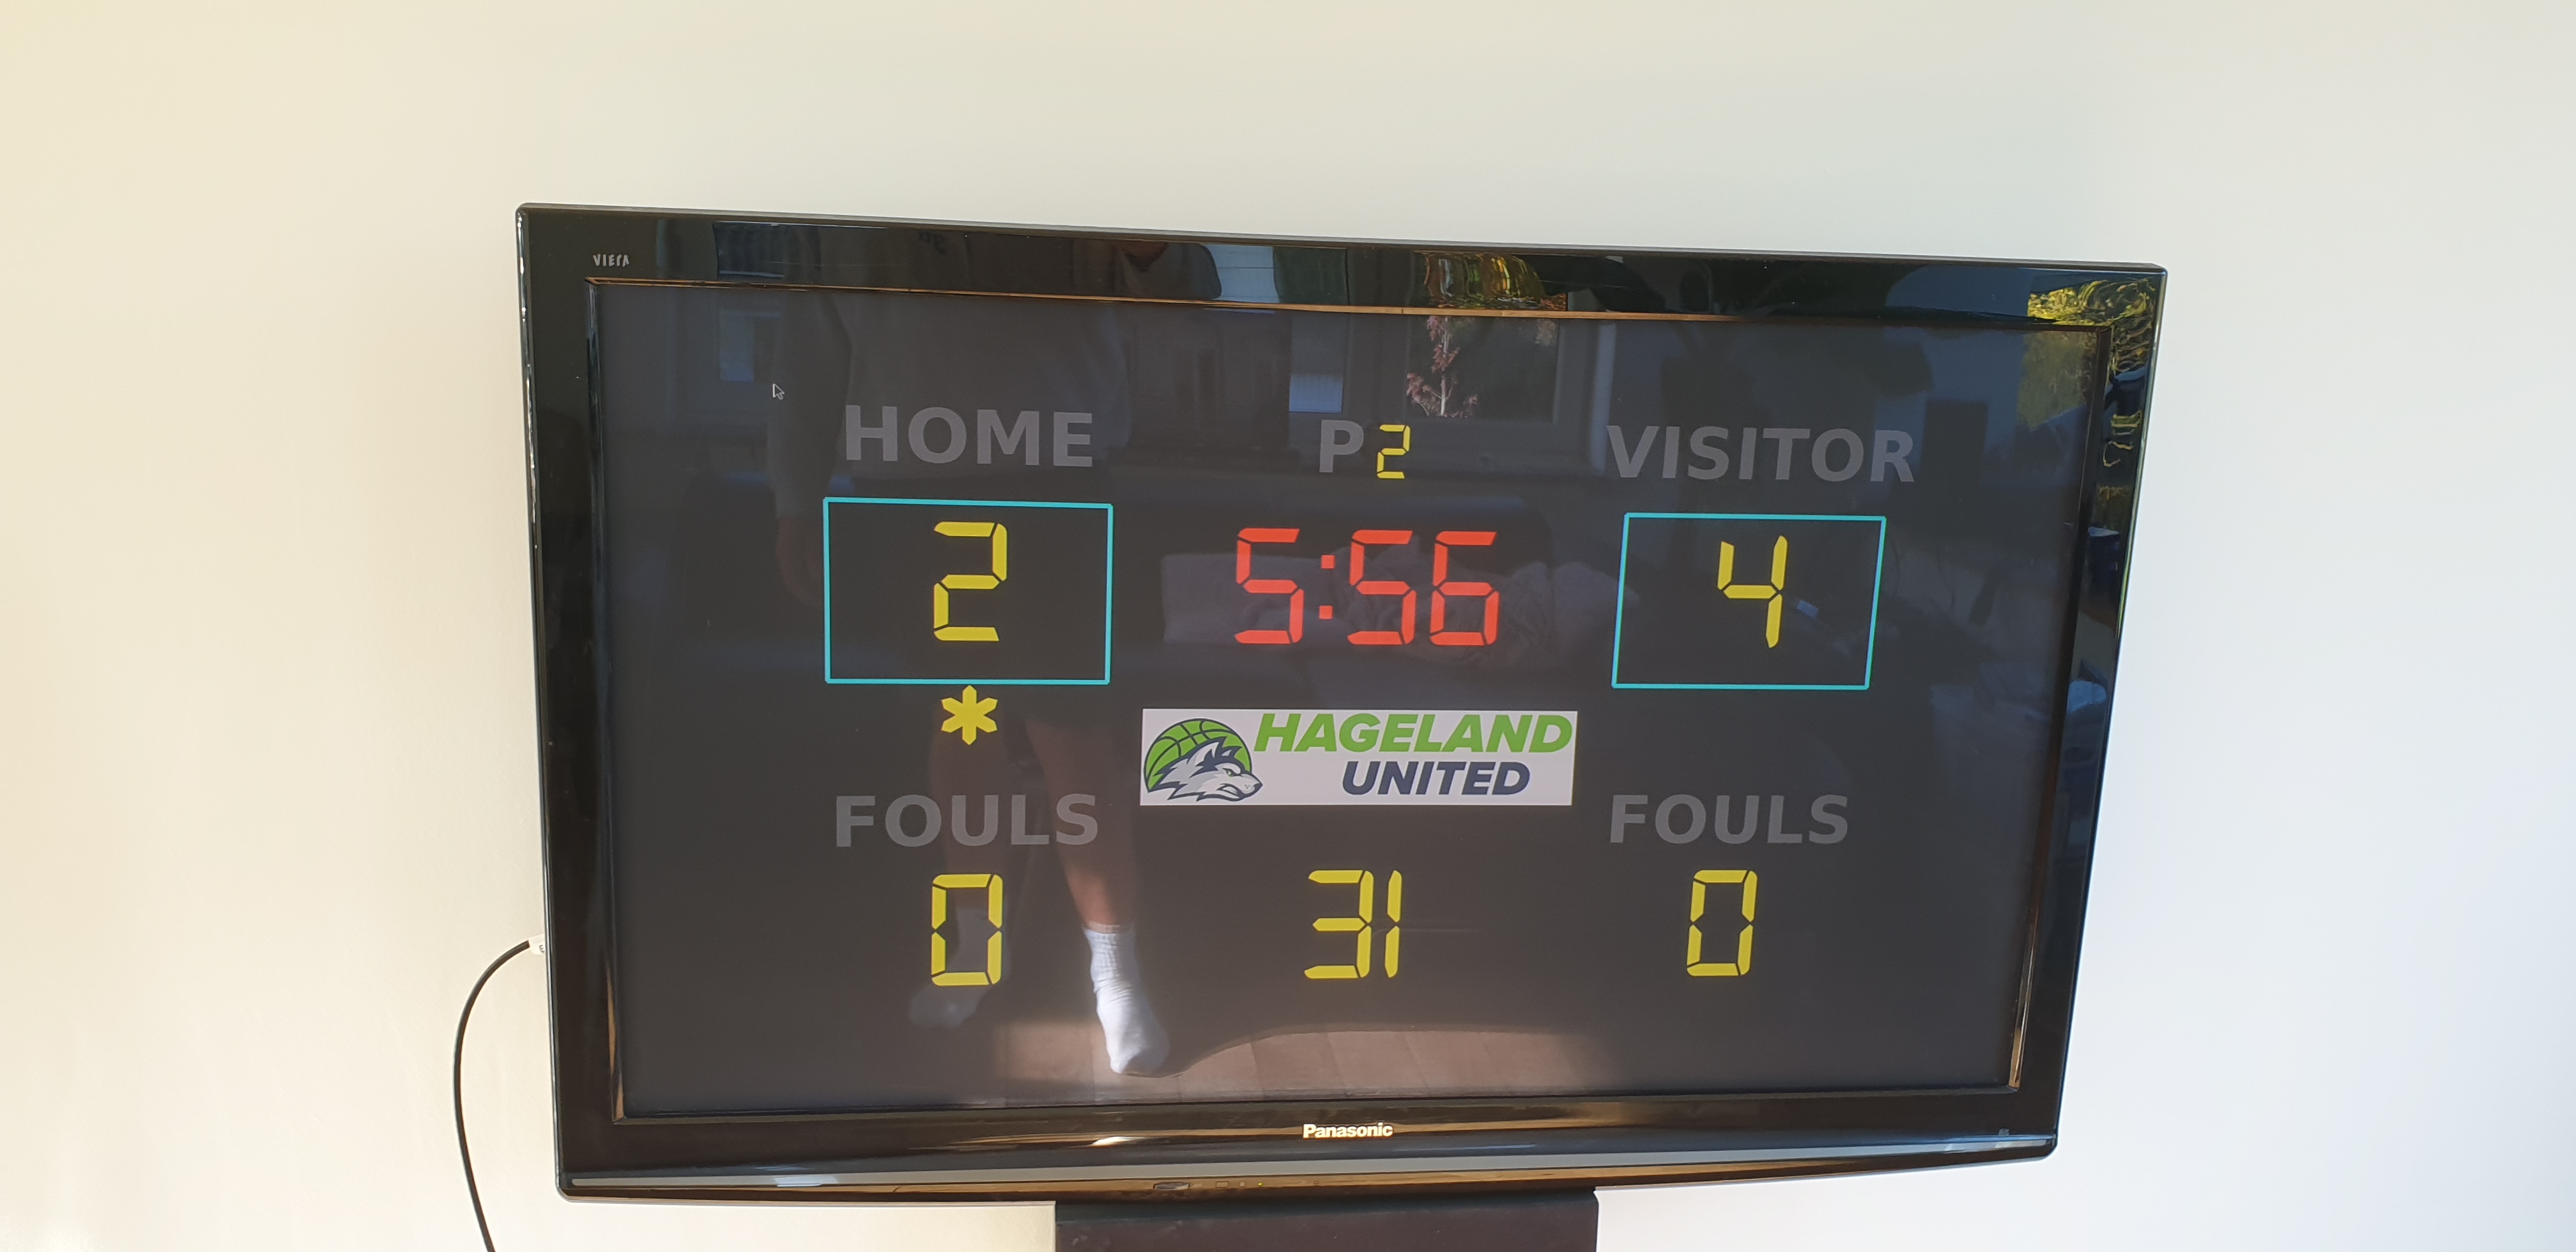 VIERA
HOME P2 VISITOR
2 5:56 4
*
HAGELAND
UNITED
FOULS FOULS
0 31 0
Panasonic